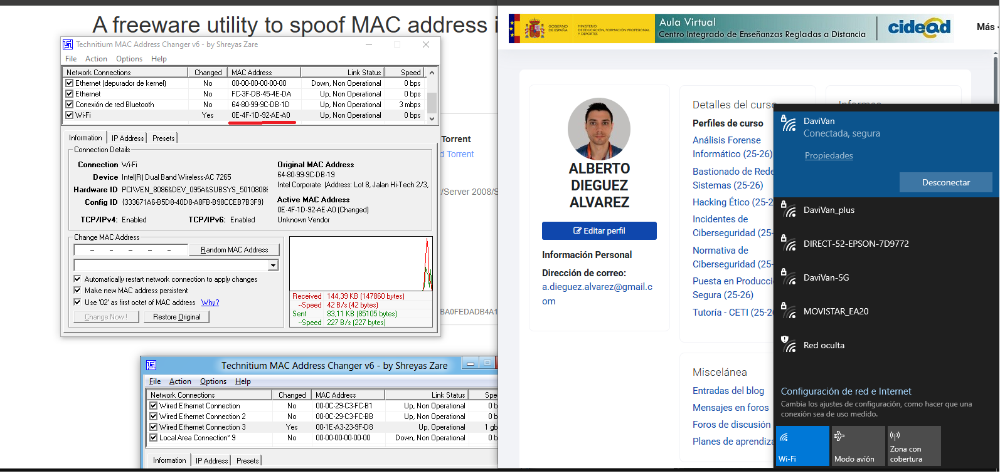 A freeware utility to spoof MAC address i
Technitium MAC Address Changer v6 - by Shreyas Zare
File Action Options Help
Network Connections Changed MAC Address Link Status Speed
Ethernet (depurador de kernel) No 00-00-00-00-00-00 Down, Non Operational 0 bps
Ethernet No FC-3F-DB-45-4E-DA Up, Non Operational 0 bps
Conexión de red Bluetooth No 64-80-99-9C-DB-1D Up, Non Operational 3 mbps
Wi-Fi Yes 0E-4F-1D-92-AE-A0 Up, Non Operational 0 bps
Information IP Address Presets
Connection Details
Connection Wi-Fi
Device Intel(R) Dual Band Wireless-AC 7265
Hardware ID PCI\VEN_8086&DEV_095A&SUBSYS_50108086
Config ID {333671A6-B5D8-40D8-A8FB-B98CCEB7B3F9}
TCP/IPv4: Enabled TCP/IPv6: Enabled
Original MAC Address
64-80-99-9C-DB-19
Intel Corporate (Address: Lot 8, Jalan Hi-Tech 2/3,
Active MAC Address
0E-4F-1D-92-AE-A0 (Changed)
Unknown Vendor
Change MAC Address
- - - - - Random MAC Address
Automatically restart network connection to apply changes
Make new MAC address persistent
Use '02' as first octet of MAC address Why?
Change Now ! Restore Original
Received 144,39 KB (147860 bytes)
--Speed 42 B/s (42 bytes)
Sent 83,11 KB (85105 bytes)
--Speed 227 B/s (227 bytes)
Torrent
d Torrent
/Server 2008/S
BA0FEDADB4A1
Technitium MAC Address Changer v6 - by Shreyas Zare
File Action Options Help
Network Connections Changed MAC Address Link Status Spee
Wired Ethernet Connection No 00-0C-29-C3-FC-B1 Up, Non Operational 0 b
Wired Ethernet Connection 2 No 00-0C-29-C3-FC-BB Up, Non Operational 0 b
Wired Ethernet Connection 3 Yes 00-1E-A3-23-9F-D8 Up, Operational 1 gb
Local Area Connection* 9 No 00-00-00-00-00-00 Down, Non Operational 0 b
Information IP Address Presets
GOBIERNO
DE ESPAÑA
MINISTERIO
DE EDUCACIÓN, FORMACIÓN PROFESIONAL
Y DEPORTES
Aula Virtual
Centro Integrado de Enseñanzas Regladas a Distancia
cide@d
Más
ALBERTO
DIEGUEZ
ALVAREZ
Editar perfil
Información Personal
Dirección de correo:
a.dieguez.alvarez@gmail.c
om
Detalles del curso
Perfiles de curso
Análisis Forense
Informático (25-26)
Bastionado de Rede
Sistemas (25-26)
Hacking Ético (25-2
Incidentes de
Ciberseguridad (25-
Normativa de
Ciberseguridad (25-
Puesta en Producci
Segura (25-26)
Tutoría - CETI (25-26
Informes
Miscelánea
Entradas del blog
Mensajes en foros
Foros de discusión
Planes de aprendiza
DaviVan
Conectada, segura
Propiedades
Desconectar
DaviVan_plus
DIRECT-52-EPSON-7D9772
DaviVan-5G
MOVISTAR_EA20
Red oculta
Configuración de red e Internet
Cambia los ajustes de configuración, como hacer que una
conexión sea de uso medido.
Wi-Fi
Modo avión
Zona con
cobertura